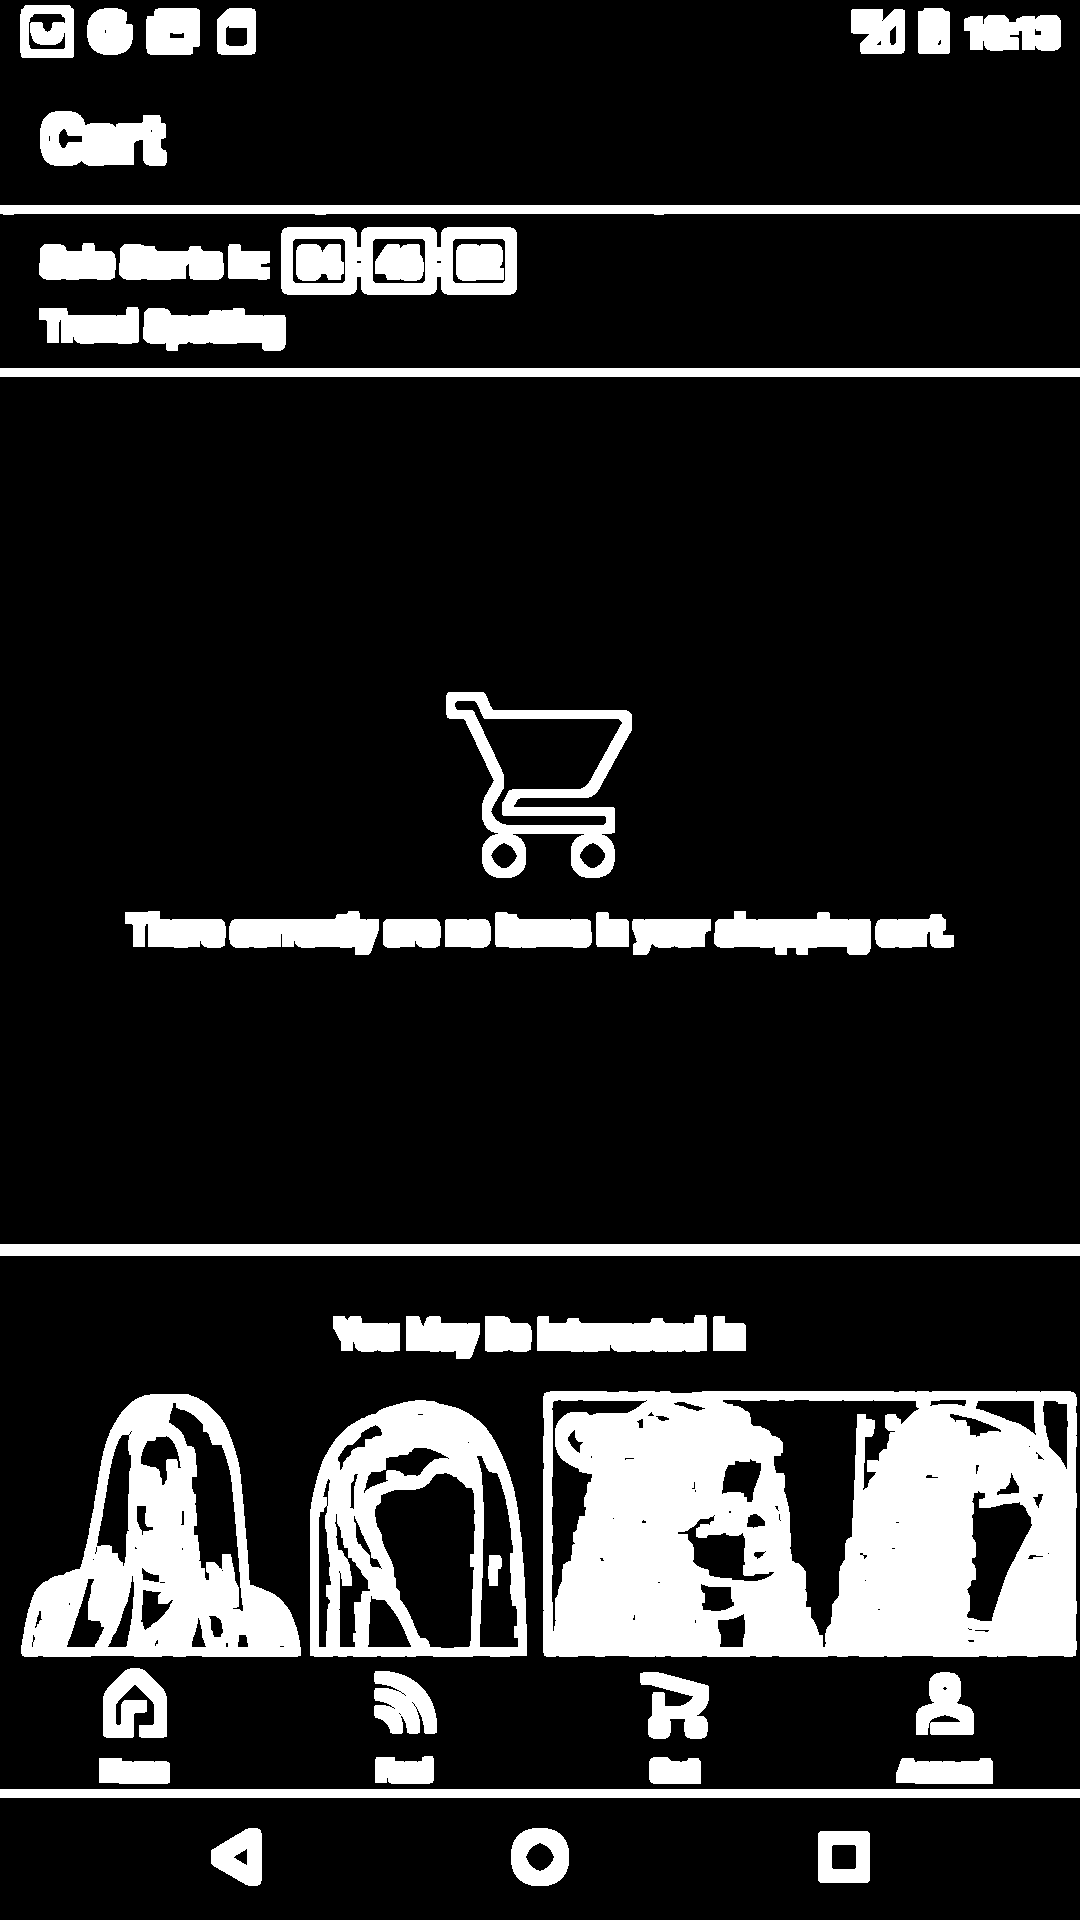 10:13
Cart
Sale Starts in: 04:46:02
Trend Spotting
There currently are no items in your shopping cart.
You May Be Interested In
Home Feed Cart Account